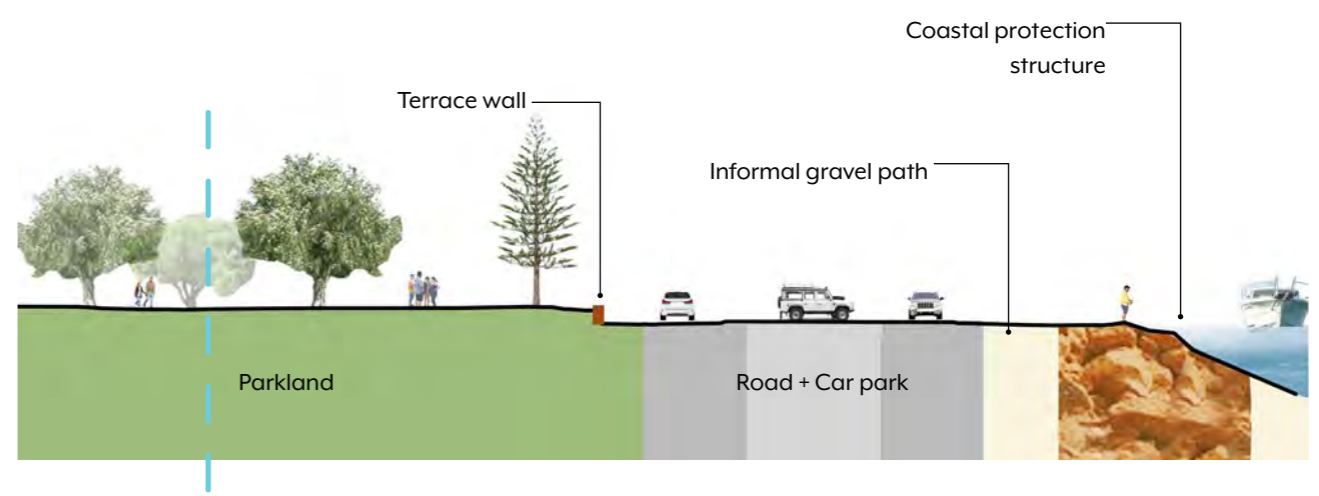 Coastal protection
structure
Terrace wall
Informal gravel path
Parkland
Road + Car park